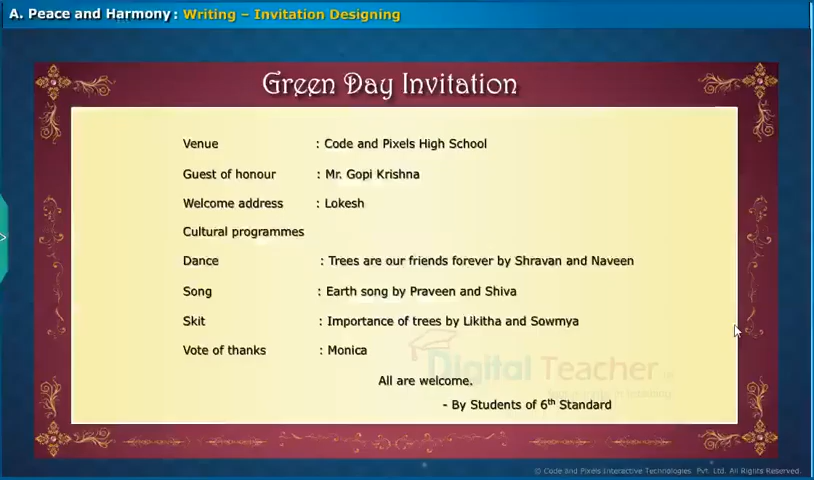 A. Peace and Harmony : Writing – Invitation Designing
Green Day Invitation
Venue : Code and Pixels High School
Guest of honour : Mr. Gopi Krishna
Welcome address : Lokesh
Cultural programmes
Dance : Trees are our friends forever by Shravan and Naveen
Song : Earth song by Praveen and Shiva
Skit : Importance of trees by Likitha and Sowmya
Vote of thanks : Monica
Digital Teacher
All are welcome.
- By Students of 6th Standard
© Code and Pixels Interactive Technologies. Pvt. Ltd. All Rights Reserved.